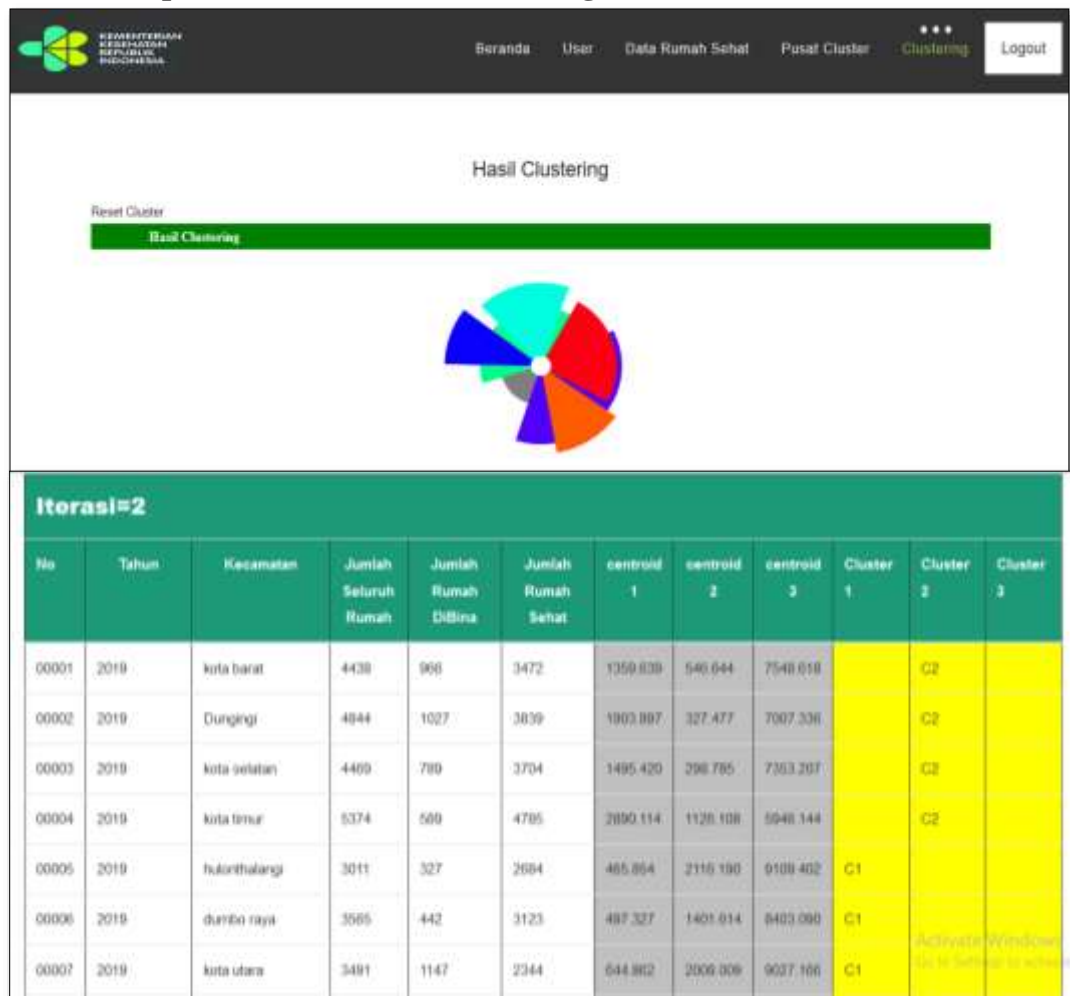 KEMENTERIAN
KESEHATAN
REPUBLIK
INDONESIA
Beranda User Data Rumah Sehat Pusat Cluster Clustering Logout
Hasil Clustering
Reset Cluster
Hasil Clustering
Iterasi=2
No Tahun Kecamatan Jumlah Seluruh Rumah Jumlah Rumah DiBina Jumlah Rumah Sehat centroid 1 centroid 2 centroid 3 Cluster 1 Cluster 2 Cluster 3
00001 2019 kota barat 4438 966 3472 1359.839 546.644 7548.618 C2
00002 2019 Dungingi 4844 1027 3839 1903.897 327.477 7007.336 C2
00003 2019 kota selatan 4469 789 3704 1495.420 298.785 7353.207 C2
00004 2019 kota timur 5374 589 4785 2890.114 1128.108 5948.144 C2
00005 2019 hulonthalangi 3011 327 2684 465.854 2116.190 9109.402 C1
00006 2019 dumbo raya 3565 442 3123 497.327 1401.614 8403.090 C1
00007 2019 kota utara 3491 1147 2344 644.862 2009.009 9027.166 C1
Activate Windows